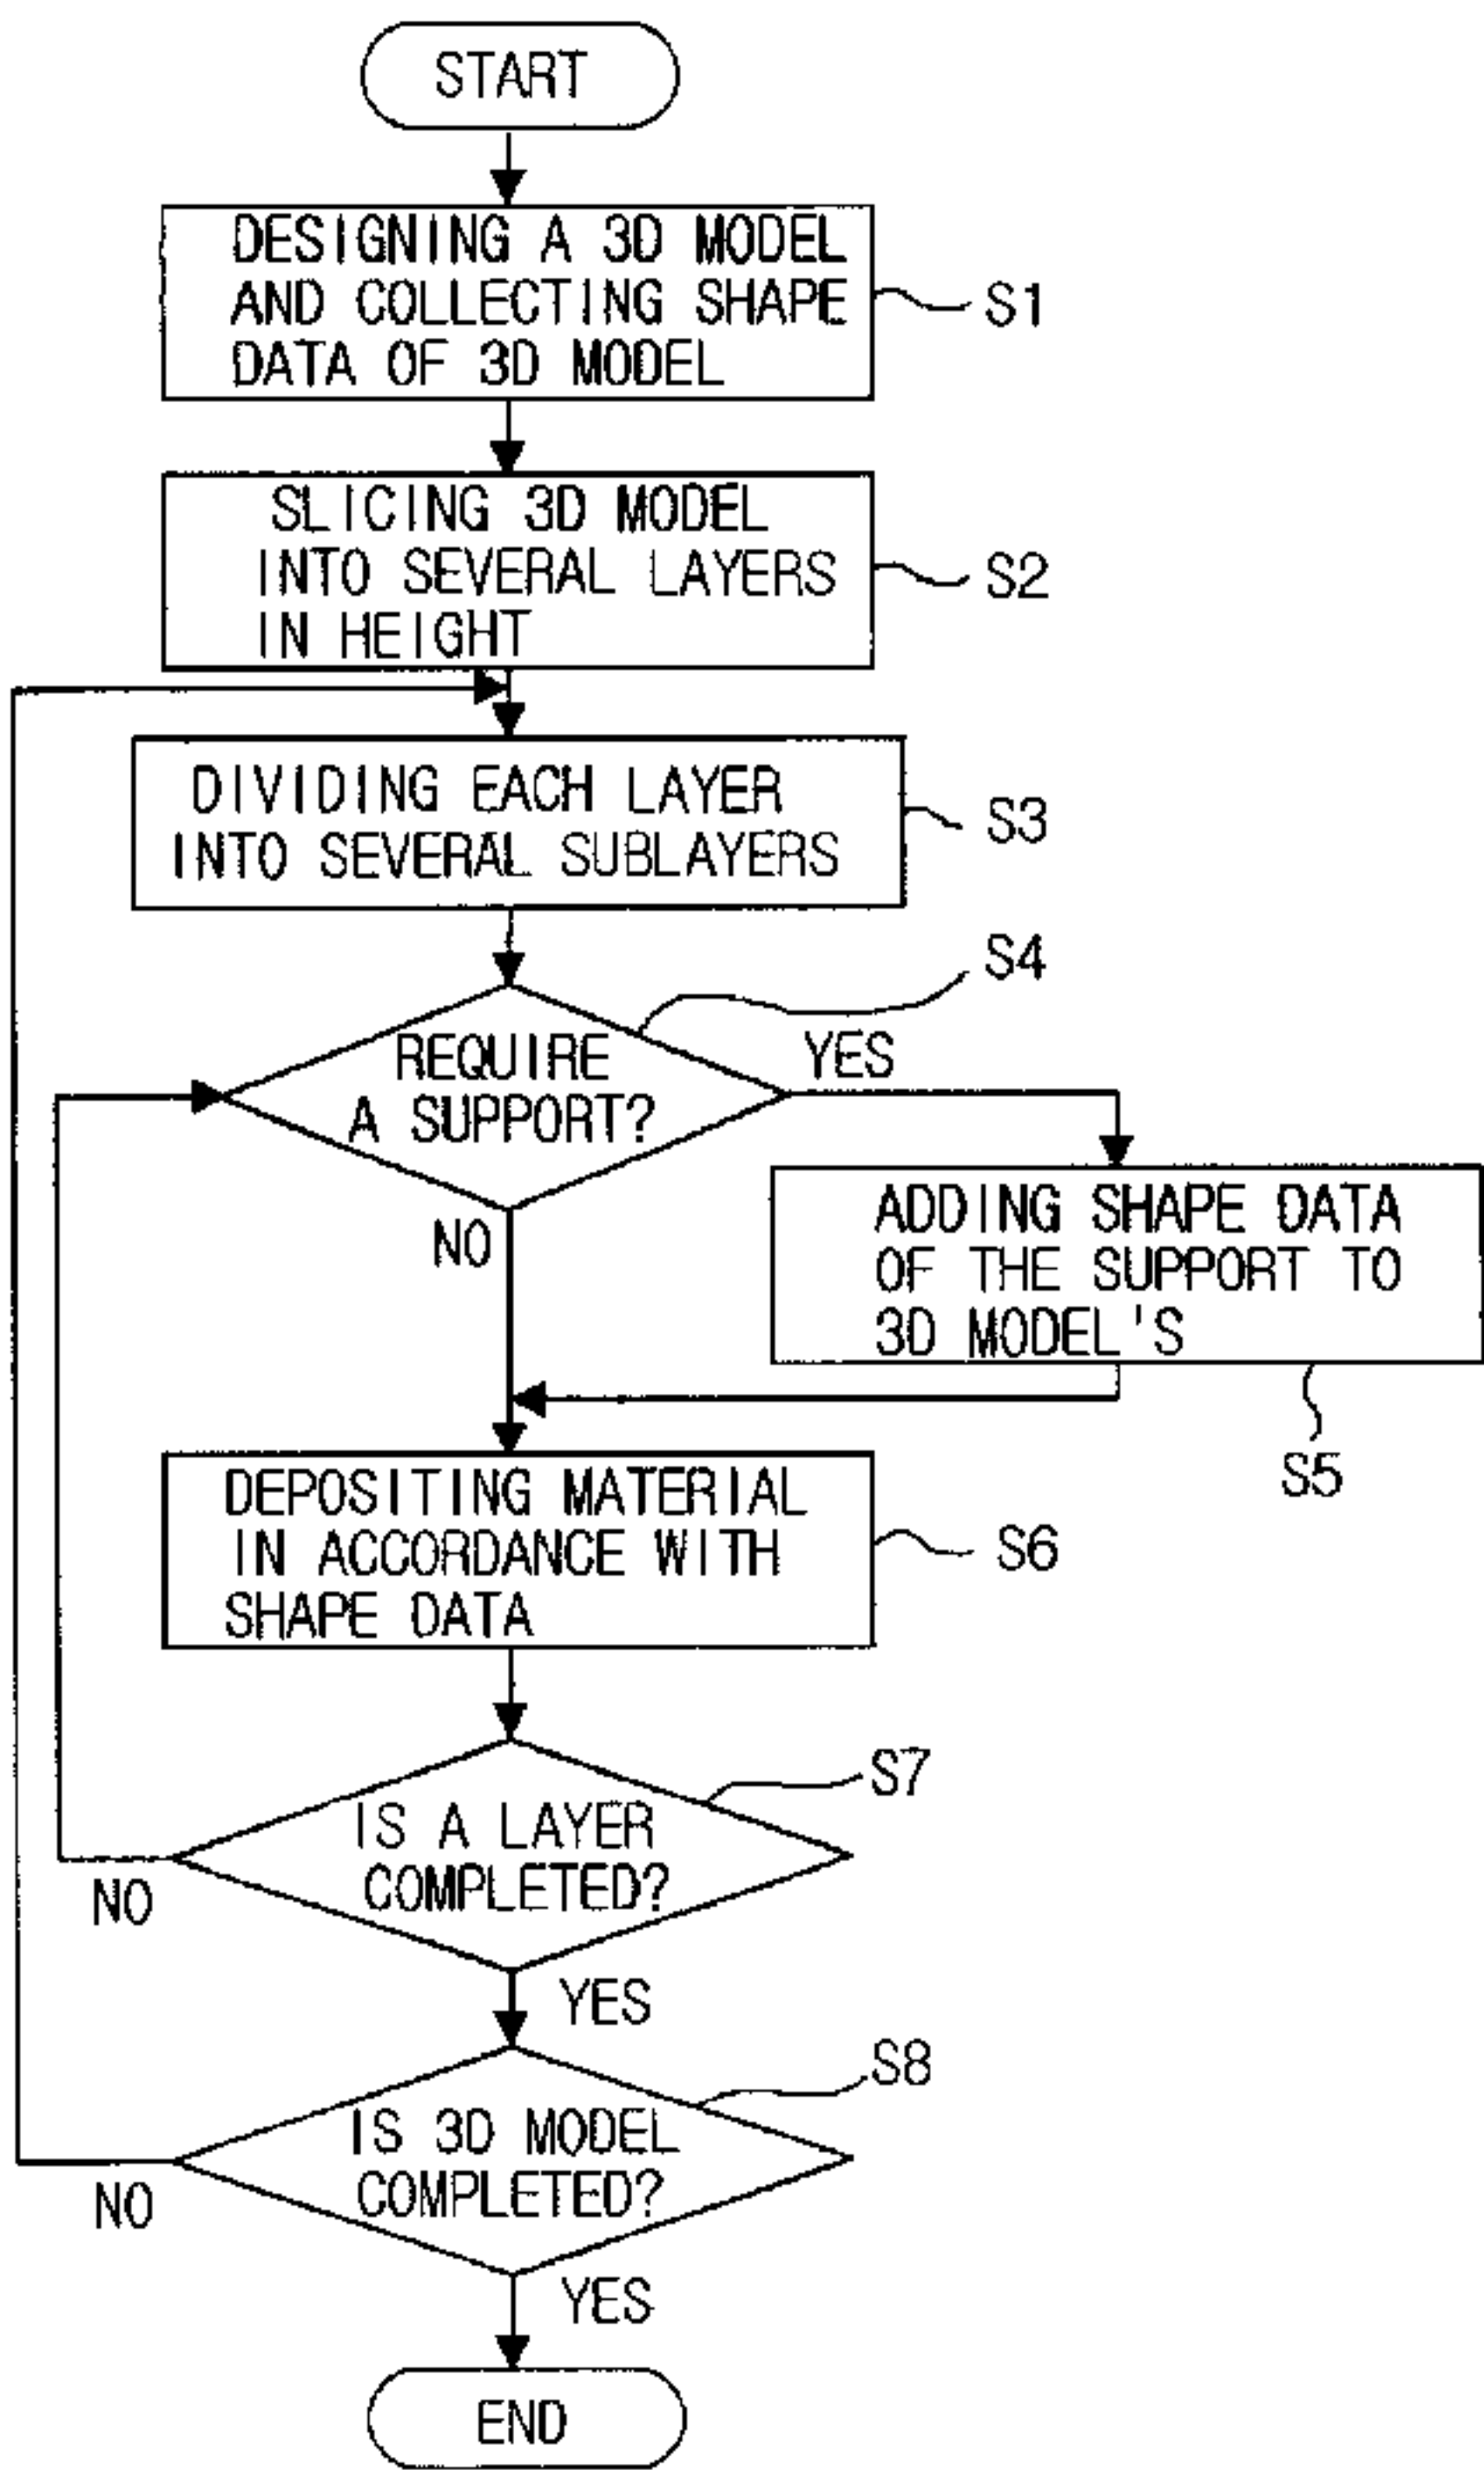 START
DESIGNING A 3D MODEL
AND COLLECTING SHAPE
DATA OF 3D MODEL
S1
SLICING 3D MODEL
INTO SEVERAL LAYERS
IN HEIGHT
S2
DIVIDING EACH LAYER
INTO SEVERAL SUBLAYERS
S3
S4
REQUIRE
A SUPPORT?
YES
NO
ADDING SHAPE DATA
OF THE SUPPORT TO
3D MODEL'S
S5
DEPOSITING MATERIAL
IN ACCORDANCE WITH
SHAPE DATA
S6
S7
IS A LAYER
COMPLETED?
NO
YES
S8
IS 3D MODEL
COMPLETED?
NO
YES
END